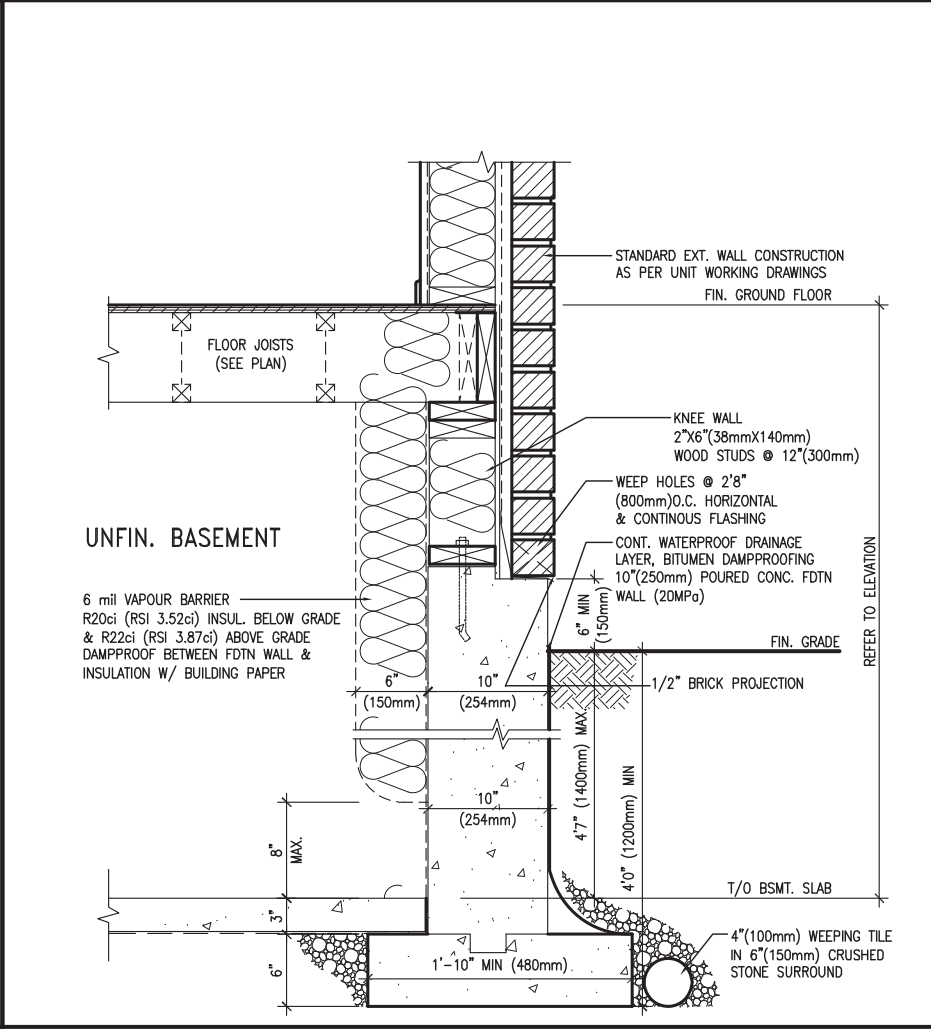 STANDARD EXT. WALL CONSTRUCTION
AS PER UNIT WORKING DRAWINGS
FIN. GROUND FLOOR
FLOOR JOISTS
(SEE PLAN)
KNEE WALL
2"X6"(38mmX140mm)
WOOD STUDS @ 12"(300mm)
WEEP HOLES @ 2'8"
(800mm)O.C. HORIZONTAL
& CONTINOUS FLASHING
UNFIN. BASEMENT
CONT. WATERPROOF DRAINAGE
LAYER, BITUMEN DAMPPROOFING
10"(250mm) POURED CONC. FDTN
WALL (20MPa)
6 mil VAPOUR BARRIER
R20ci (RSI 3.52ci) INSUL. BELOW GRADE
& R22ci (RSI 3.87ci) ABOVE GRADE
DAMPPROOF BETWEEN FDTN WALL &
INSULATION W/ BUILDING PAPER
6" MIN
(150mm)
REFER TO ELEVATION
FIN. GRADE
6"
(150mm)
10"
(254mm)
1/2" BRICK PROJECTION
4'7" (1400mm) MAX.
4'0" (1200mm) MIN
10"
(254mm)
8"
MAX.
T/O BSMT. SLAB
3"
6"
1'-10" MIN (480mm)
4"(100mm) WEEPING TILE
IN 6"(150mm) CRUSHED
STONE SURROUND